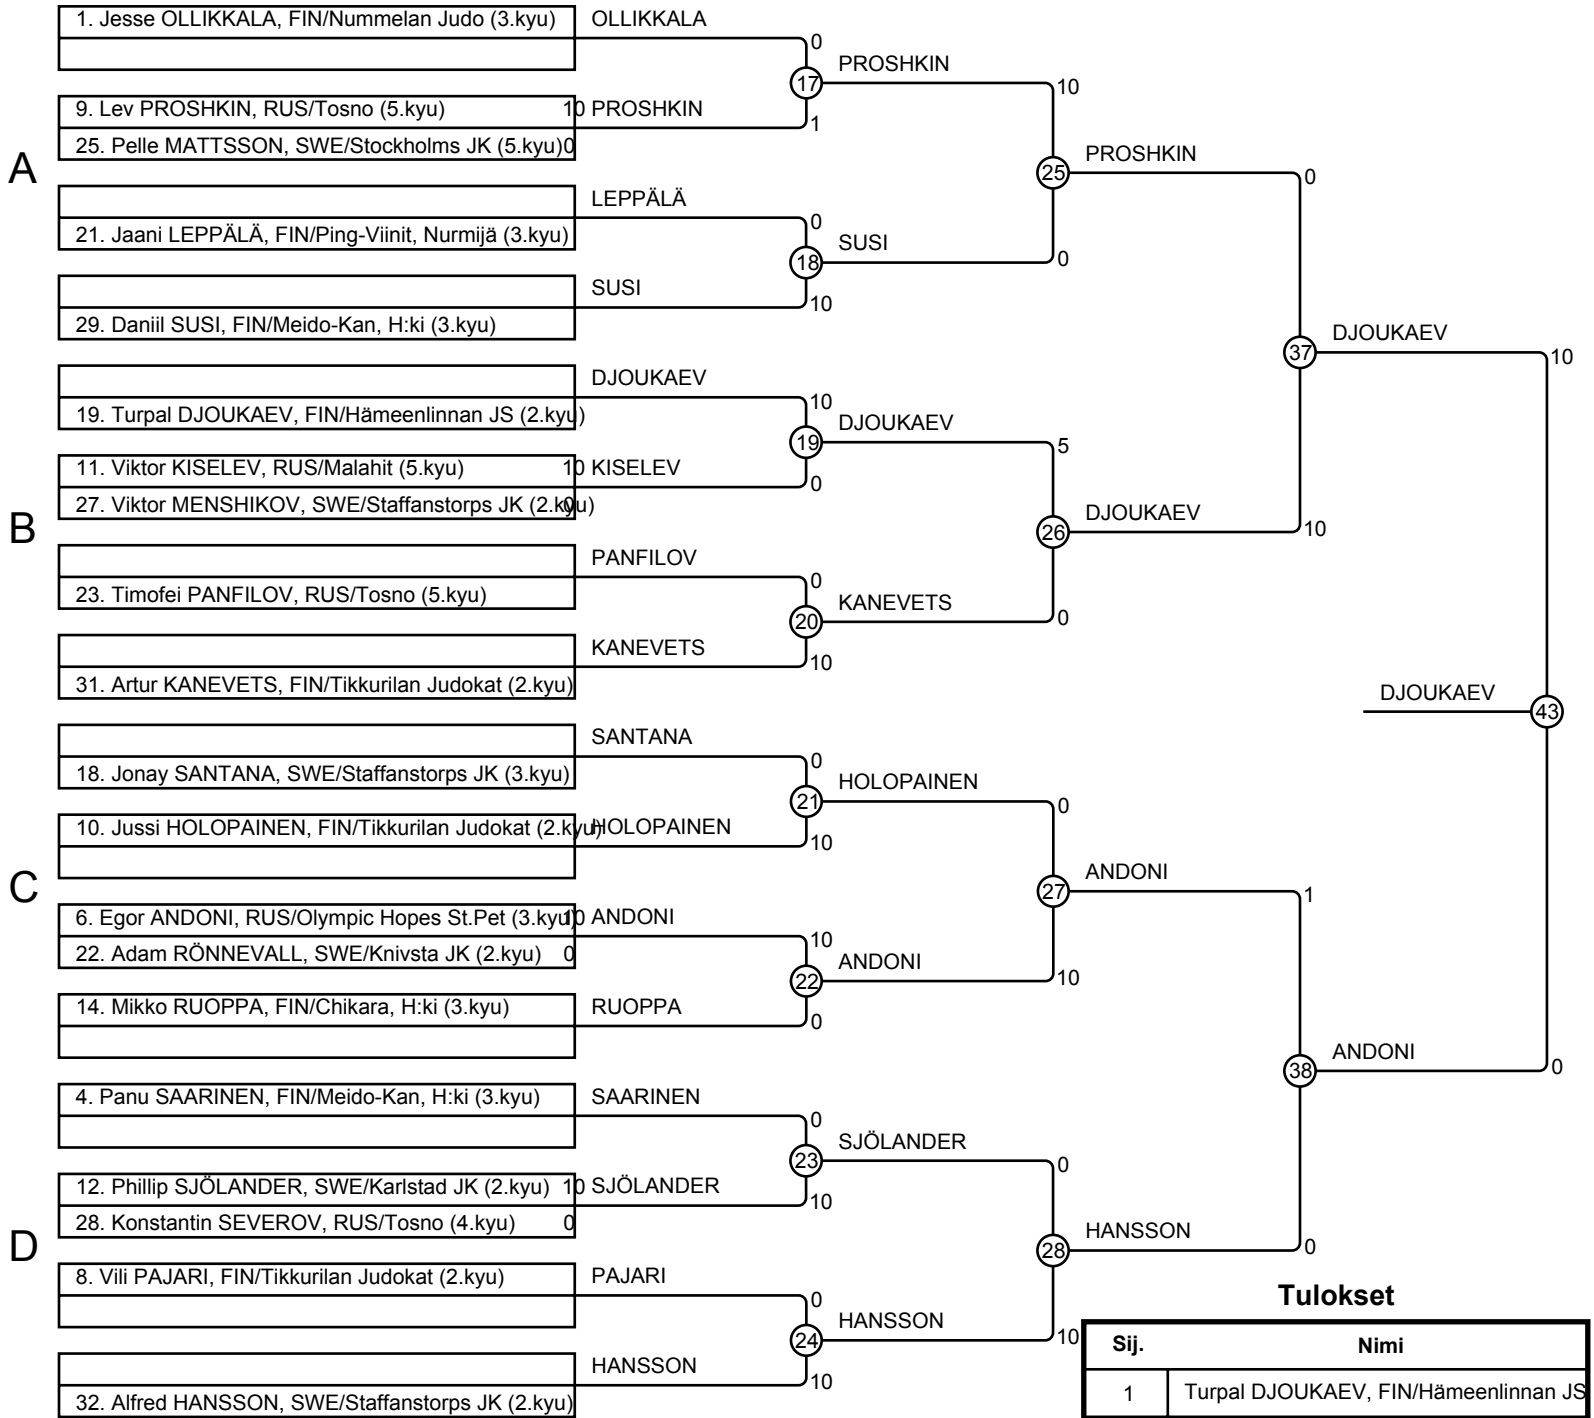 1. Jesse OLLIKKALA, FIN/Nummelan Judo (3.kyu) OLLIKKALA
0
17 PROSHKIN
10
9. Lev PROSHKIN, RUS/Tosno (5.kyu) 10 PROSHKIN
1
25. Pelle MATTSSON, SWE/Stockholms JK (5.kyu) 0
A
25 PROSHKIN
0
LEPPÄLÄ
21. Jaani LEPPÄLÄ, FIN/Ping-Viinit, Nurmijä (3.kyu)
0
18 SUSI
0
SUSI
10
29. Daniil SUSI, FIN/Meido-Kan, H:ki (3.kyu)
37 DJOUKAEV
10
DJOUKAEV
19. Turpal DJOUKAEV, FIN/Hämeenlinnan JS (2.kyu)
10
19 DJOUKAEV
5
11. Viktor KISELEV, RUS/Malahit (5.kyu) 10 KISELEV
0
27. Viktor MENSHIKOV, SWE/Staffanstorps JK (2.kyu) 0
B
26 DJOUKAEV
10
PANFILOV
23. Timofei PANFILOV, RUS/Tosno (5.kyu)
0
20 KANEVETS
0
KANEVETS
10
31. Artur KANEVETS, FIN/Tikkurilan Judokat (2.kyu)
DJOUKAEV 43
SANTANA
18. Jonay SANTANA, SWE/Staffanstorps JK (3.kyu)
0
21 HOLOPAINEN
0
10. Jussi HOLOPAINEN, FIN/Tikkurilan Judokat (2.kyu) HOLOPAINEN
10
C
27 ANDONI
1
6. Egor ANDONI, RUS/Olympic Hopes St.Pet (3.kyu) 10 ANDONI
10
22. Adam RÖNNEVALL, SWE/Knivsta JK (2.kyu) 0
22 ANDONI
10
14. Mikko RUOPPA, FIN/Chikara, H:ki (3.kyu) RUOPPA
0
38 ANDONI
0
4. Panu SAARINEN, FIN/Meido-Kan, H:ki (3.kyu) SAARINEN
0
23 SJÖLANDER
0
12. Phillip SJÖLANDER, SWE/Karlstad JK (2.kyu) 10 SJÖLANDER
10
28. Konstantin SEVEROV, RUS/Tosno (4.kyu) 0
D
28 HANSSON
0
8. Vili PAJARI, FIN/Tikkurilan Judokat (2.kyu) PAJARI
0
24 HANSSON
10
HANSSON
10
32. Alfred HANSSON, SWE/Staffanstorps JK (2.kyu)
Tulokset
Sij. Nimi
1 Turpal DJOUKAEV, FIN/Hämeenlinnan JS